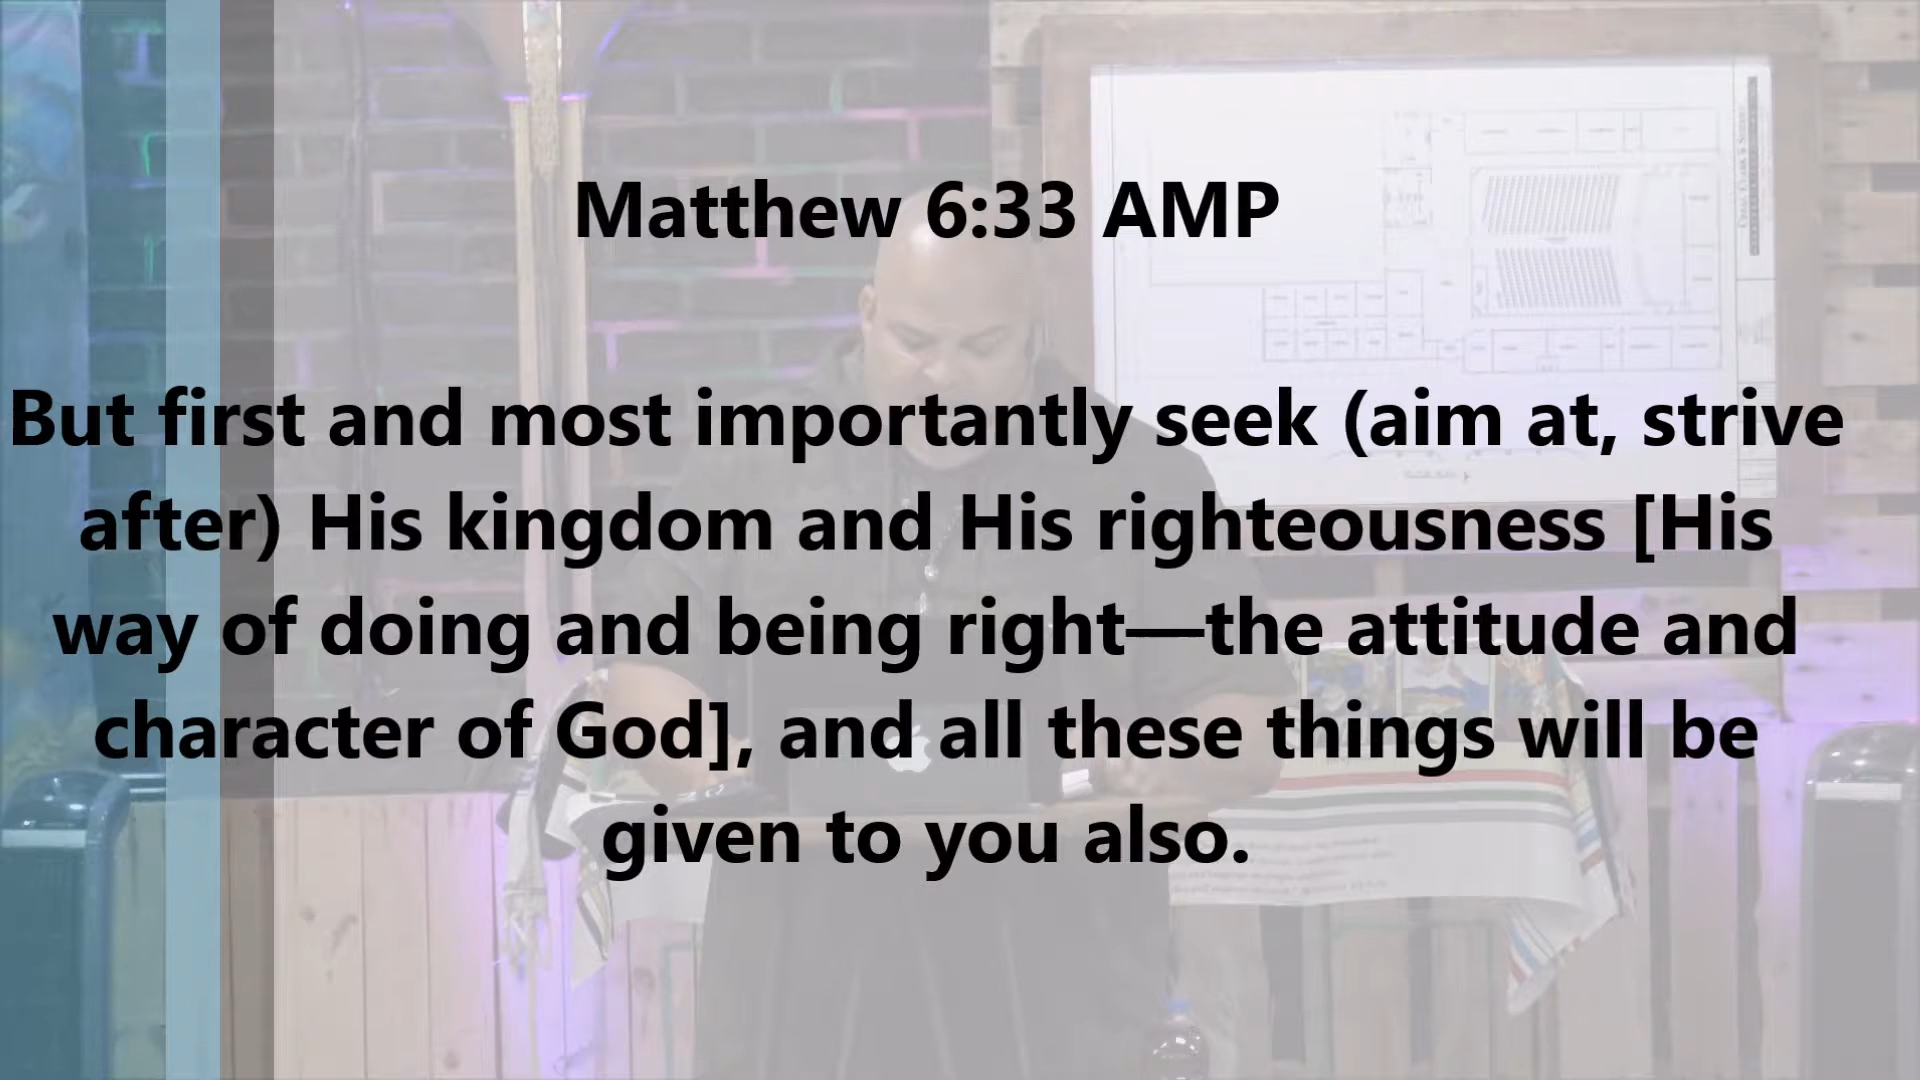 Matthew 6:33 AMP
But first and most importantly seek (aim at, strive
after) His kingdom and His righteousness [His
way of doing and being right—the attitude and
character of God], and all these things will be
given to you also.